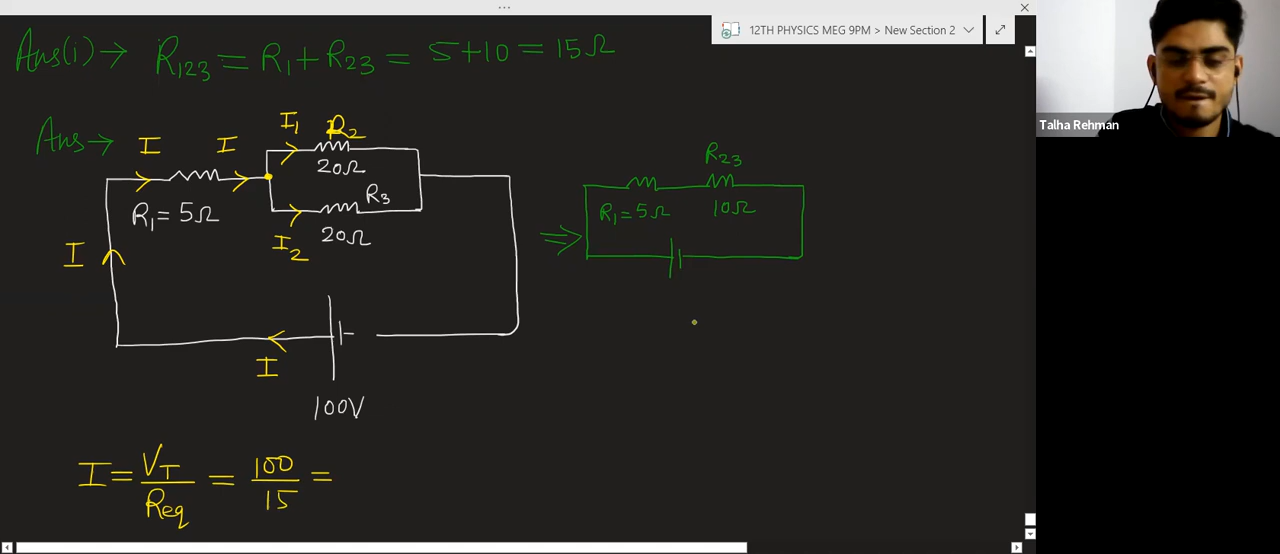 12TH PHYSICS MEG 9PM > New Section 2
Ans(i) → R₁₂₃ = R₁ + R₂₃ = 5+10 = 15Ω
Talha Rehman
Ans →
I I I₁ R₂
20Ω
R₁ = 5Ω
R₃
I₂ 20Ω
I
I
100V
⇒
R₂₃
R₁ = 5Ω 10Ω
I = V_T/Req = 100/15 =